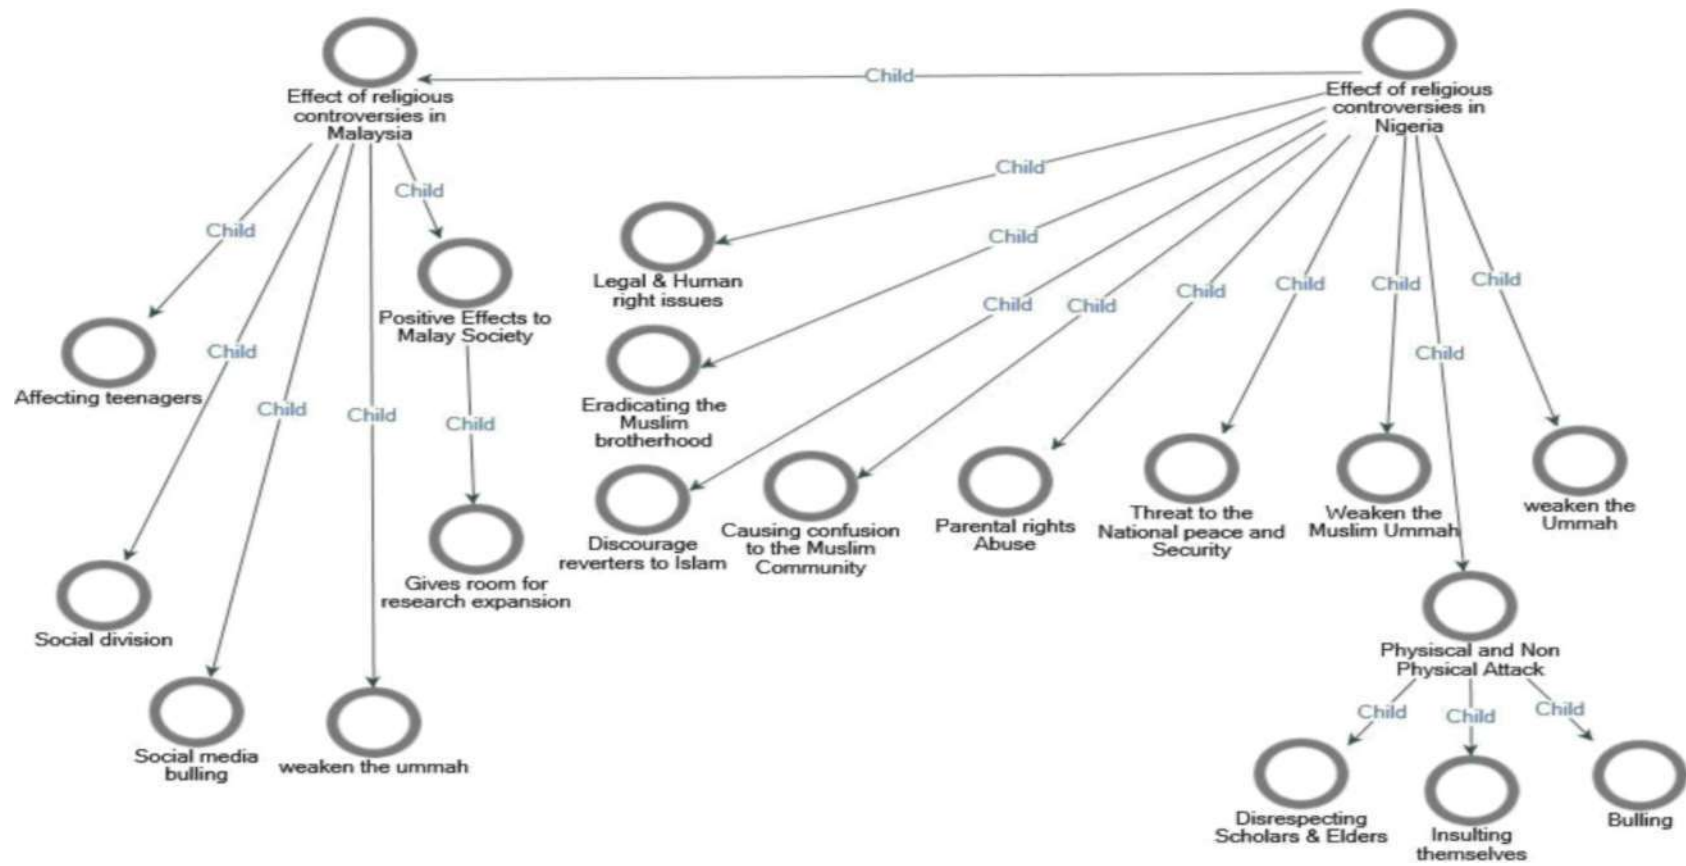 Child
Effect of religious
controversies in
Malaysia
Effecf of religious
controversies in
Nigeria
Child
Child
Child
Child
Child
Child
Positive Effects to
Malay Society
Child
Gives room for
research expansion
Affecting teenagers
Social division
Social media
bulling
weaken the ummah
Child
Child
Child
Child
Child
Child
Child
Child
Child
Legal & Human
right issues
Eradicating the
Muslim
brotherhood
Discourage
reverters to Islam
Causing confusion
to the Muslim
Community
Parental rights
Abuse
Threat to the
National peace and
Security
Weaken the
Muslim Ummah
weaken the
Ummah
Physiscal and Non
Physical Attack
Child
Child
Child
Disrespecting
Scholars & Elders
Insulting
themselves
Bulling